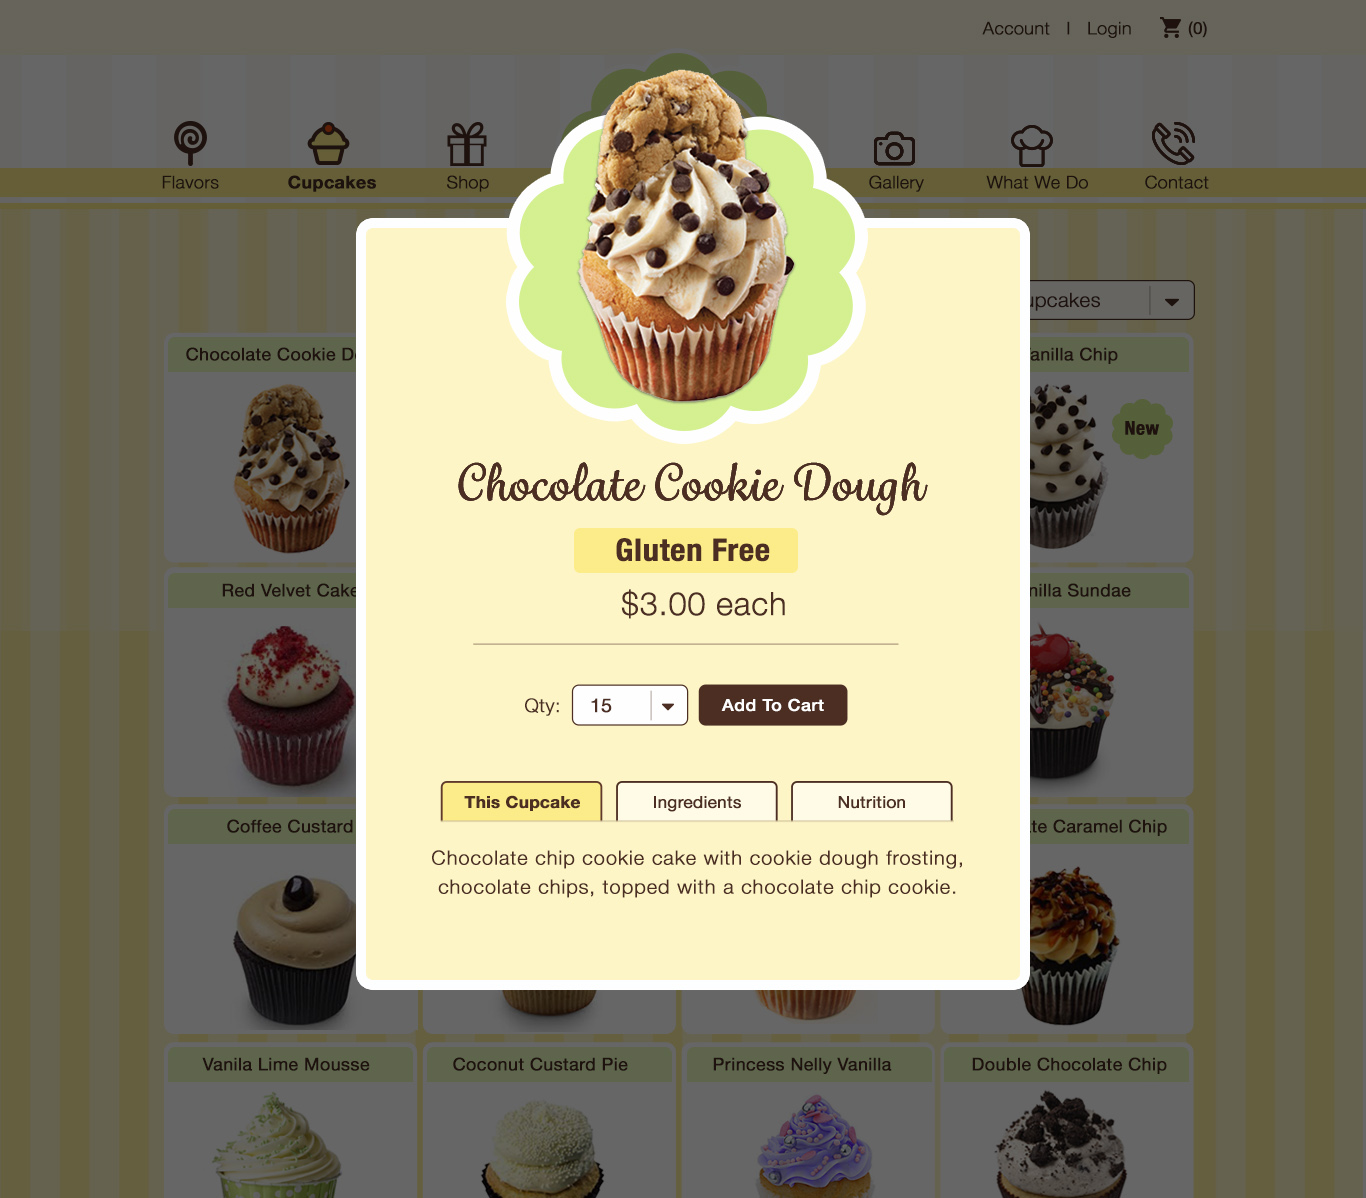 Account | Login (0)
Flavors Cupcakes Shop Gallery What We Do Contact
upcakes
Chocolate Cookie D
anilla Chip
New
Chocolate Cookie Dough
Gluten Free
$3.00 each
Red Velvet Cake
nilla Sundae
Qty: 15 Add To Cart
This Cupcake Ingredients Nutrition
Coffee Custard
te Caramel Chip
Chocolate chip cookie cake with cookie dough frosting,
chocolate chips, topped with a chocolate chip cookie.
Vanila Lime Mousse Coconut Custard Pie Princess Nelly Vanilla Double Chocolate Chip